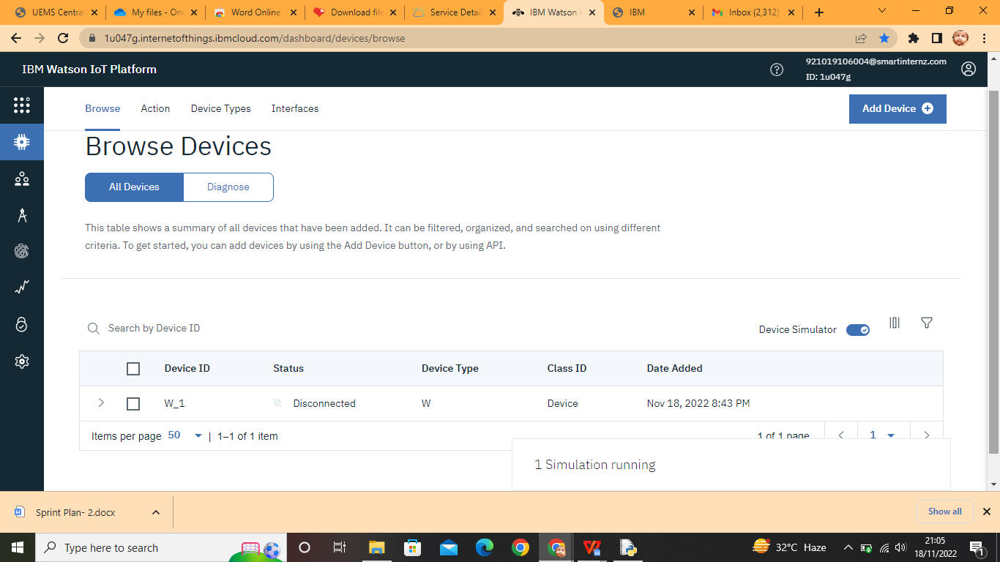 UEMS Centra
My files - On
Word Online
Download file
Service Detail
IBM Watson I
IBM
Inbox (2,312)
1u047g.internetofthings.ibmcloud.com/dashboard/devices/browse
IBM Watson IoT Platform
921019106004@smartinternz.com
ID: 1u047g
Browse
Action
Device Types
Interfaces
Add Device
Browse Devices
All Devices
Diagnose
This table shows a summary of all devices that have been added. It can be filtered, organized, and searched on using different
criteria. To get started, you can add devices by using the Add Device button, or by using API.
Search by Device ID
Device Simulator
Device ID Status Device Type Class ID Date Added
W_1 Disconnected W Device Nov 18, 2022 8:43 PM
Items per page 50 | 1–1 of 1 item 1 of 1 page 1
1 Simulation running
Sprint Plan- 2.docx
Show all
Type here to search
32°C Haze
21:05
18/11/2022
1